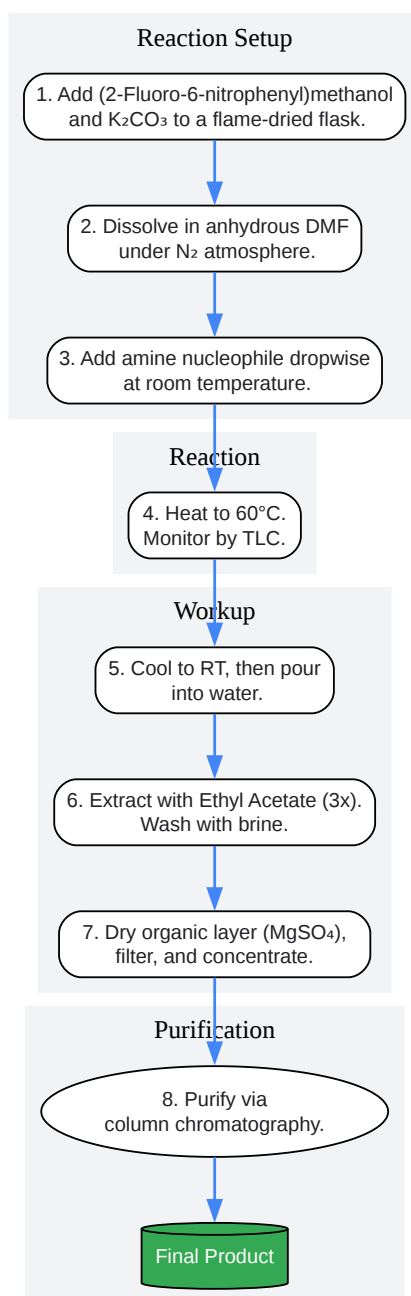 Reaction Setup
1. Add (2-Fluoro-6-nitrophenyl)methanol
and K₂CO₃ to a flame-dried flask.
2. Dissolve in anhydrous DMF
under N₂ atmosphere.
3. Add amine nucleophile dropwise
at room temperature.
Reaction
4. Heat to 60°C.
Monitor by TLC.
Workup
5. Cool to RT, then pour
into water.
6. Extract with Ethyl Acetate (3x).
Wash with brine.
7. Dry organic layer (MgSO₄),
filter, and concentrate.
Purification
8. Purify via
column chromatography.
Final Product